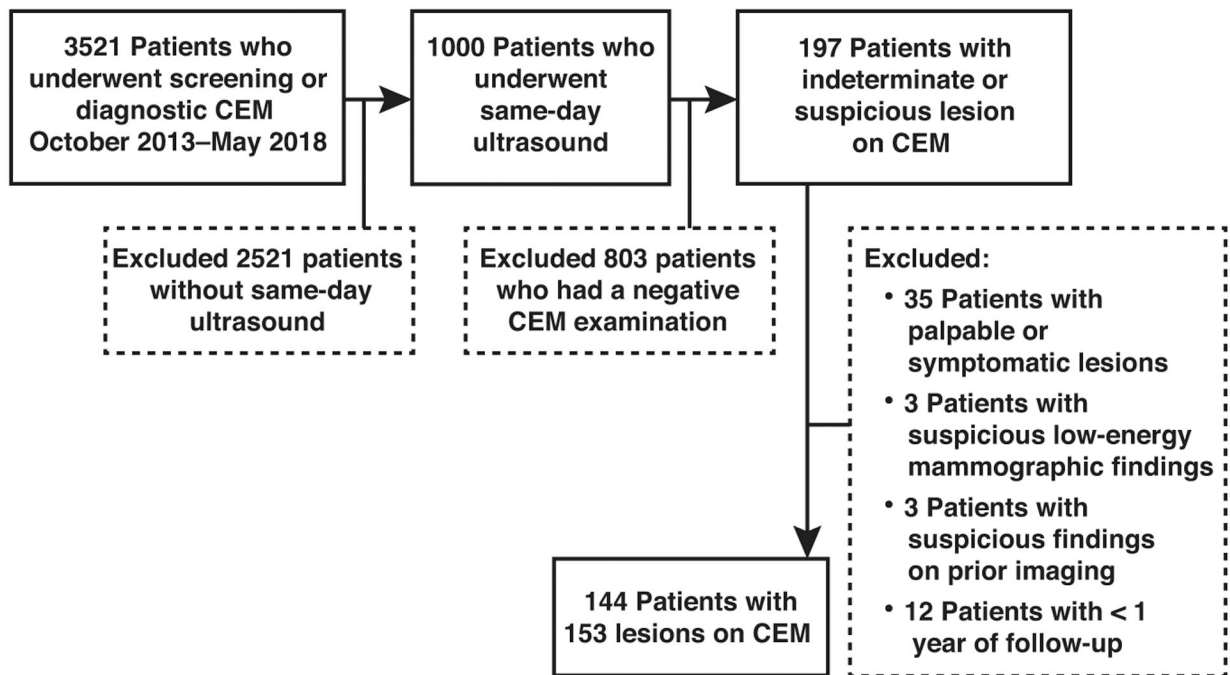 3521 Patients who
underwent screening or
diagnostic CEM
October 2013–May 2018
1000 Patients who
underwent
same-day
ultrasound
197 Patients with
indeterminate or
suspicious lesion
on CEM
Excluded 2521 patients
without same-day
ultrasound
Excluded 803 patients
who had a negative
CEM examination
Excluded:
• 35 Patients with
palpable or
symptomatic lesions
• 3 Patients with
suspicious low-energy
mammographic findings
• 3 Patients with
suspicious findings
on prior imaging
• 12 Patients with < 1
year of follow-up
144 Patients with
153 lesions on CEM